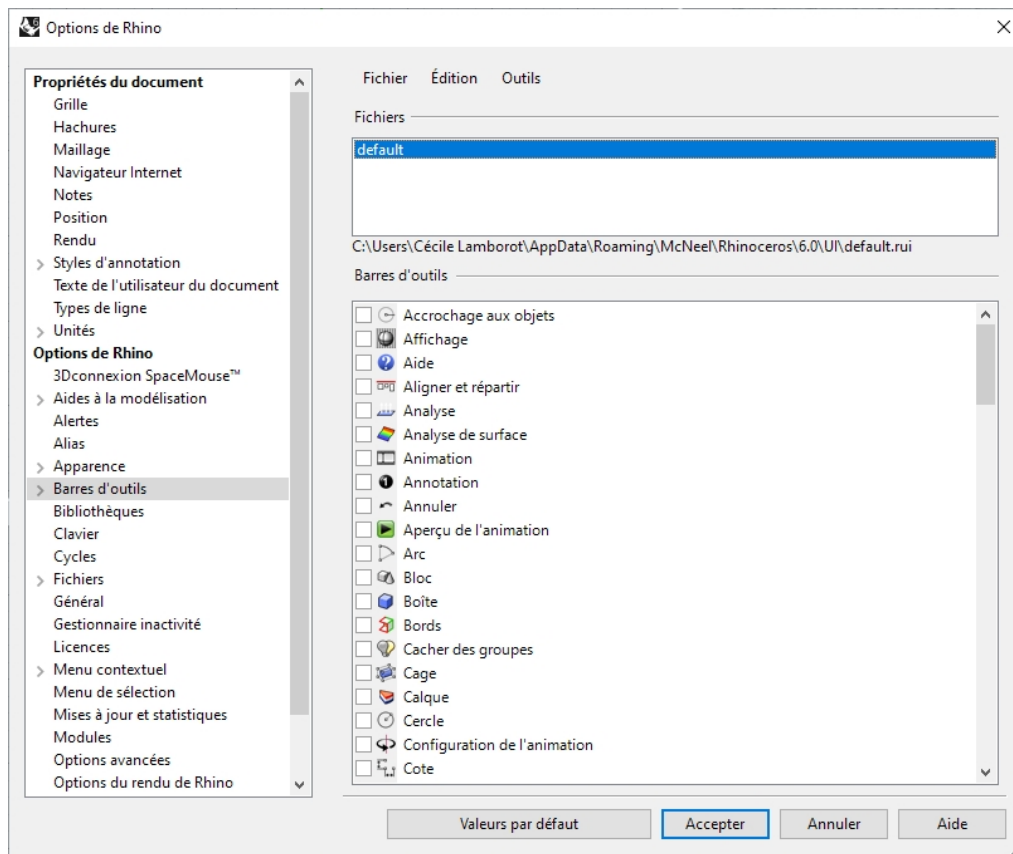 Options de Rhino
Propriétés du document
Grille
Hachures
Maillage
Navigateur Internet
Notes
Position
Rendu
Styles d'annotation
Texte de l'utilisateur du document
Types de ligne
Unités
Options de Rhino
3Dconnexion SpaceMouse™
Aides à la modélisation
Alertes
Alias
Apparence
Barres d'outils
Bibliothèques
Clavier
Cycles
Fichiers
Général
Gestionnaire inactivité
Licences
Menu contextuel
Menu de sélection
Mises à jour et statistiques
Modules
Options avancées
Options du rendu de Rhino
Fichier Édition Outils
Fichiers
default
C:\Users\Cécile Lamborot\AppData\Roaming\McNeel\Rhinoceros\6.0\UI\default.rui
Barres d'outils
Accrochage aux objets
Affichage
Aide
Aligner et répartir
Analyse
Analyse de surface
Animation
Annotation
Annuler
Aperçu de l'animation
Arc
Bloc
Boîte
Bords
Cacher des groupes
Cage
Calque
Cercle
Configuration de l'animation
Cote
Valeurs par défaut Accepter Annuler Aide